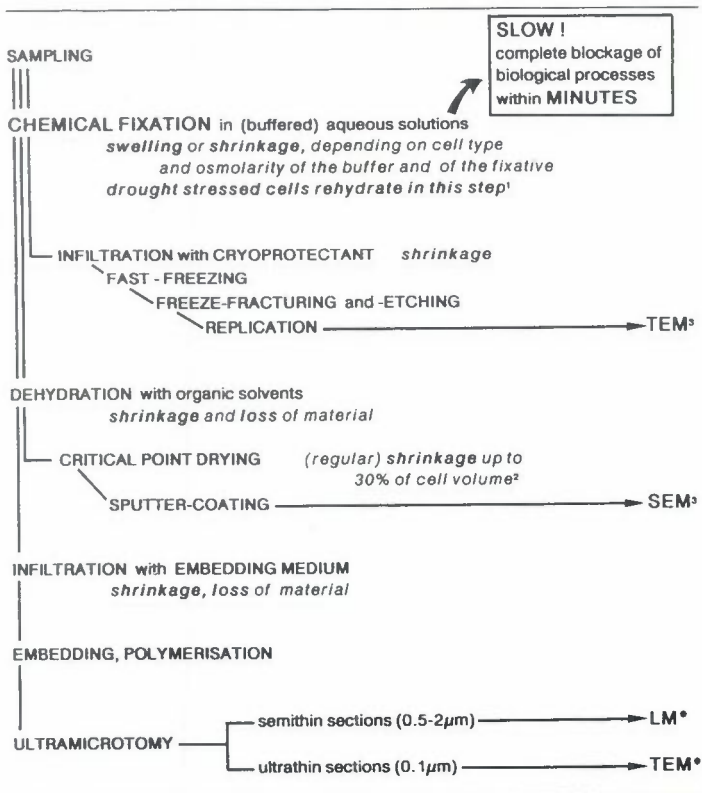 SLOW !
complete blockage of
biological processes
within MINUTES
SAMPLING
CHEMICAL FIXATION in (buffered) aqueous solutions
swelling or shrinkage, depending on cell type
and osmolarity of the buffer and of the fixative
drought stressed cells rehydrate in this step¹
INFILTRATION with CRYOPROTECTANT shrinkage
FAST - FREEZING
FREEZE-FRACTURING and -ETCHING
REPLICATION TEM³
DEHYDRATION with organic solvents
shrinkage and loss of material
CRITICAL POINT DRYING (regular) shrinkage up to
30% of cell volume²
SPUTTER-COATING SEM³
INFILTRATION with EMBEDDING MEDIUM
shrinkage, loss of material
EMBEDDING, POLYMERISATION
semithin sections (0.5-2µm) LM*
ULTRAMICROTOMY
ultrathin sections (0.1µm) TEM*